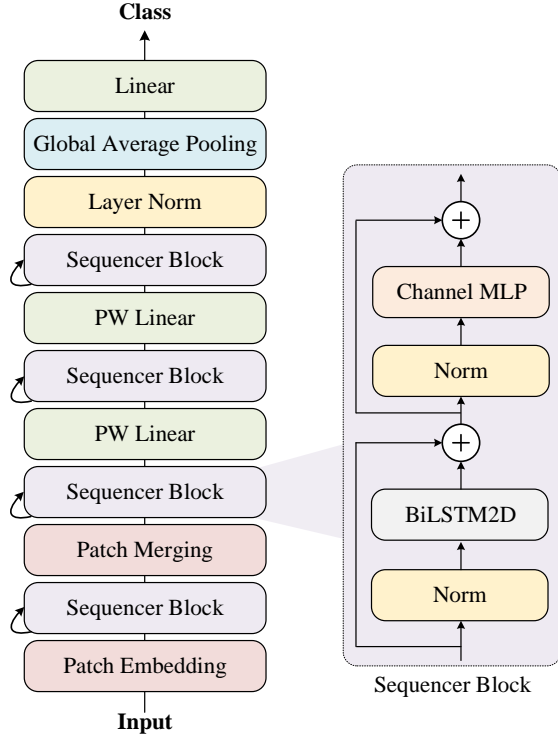 Class
Linear
Global Average Pooling
Layer Norm
Sequencer Block
PW Linear
Sequencer Block
PW Linear
Sequencer Block
Patch Merging
Sequencer Block
Patch Embedding
Input
+
Channel MLP
Norm
+
BiLSTM2D
Norm
Sequencer Block